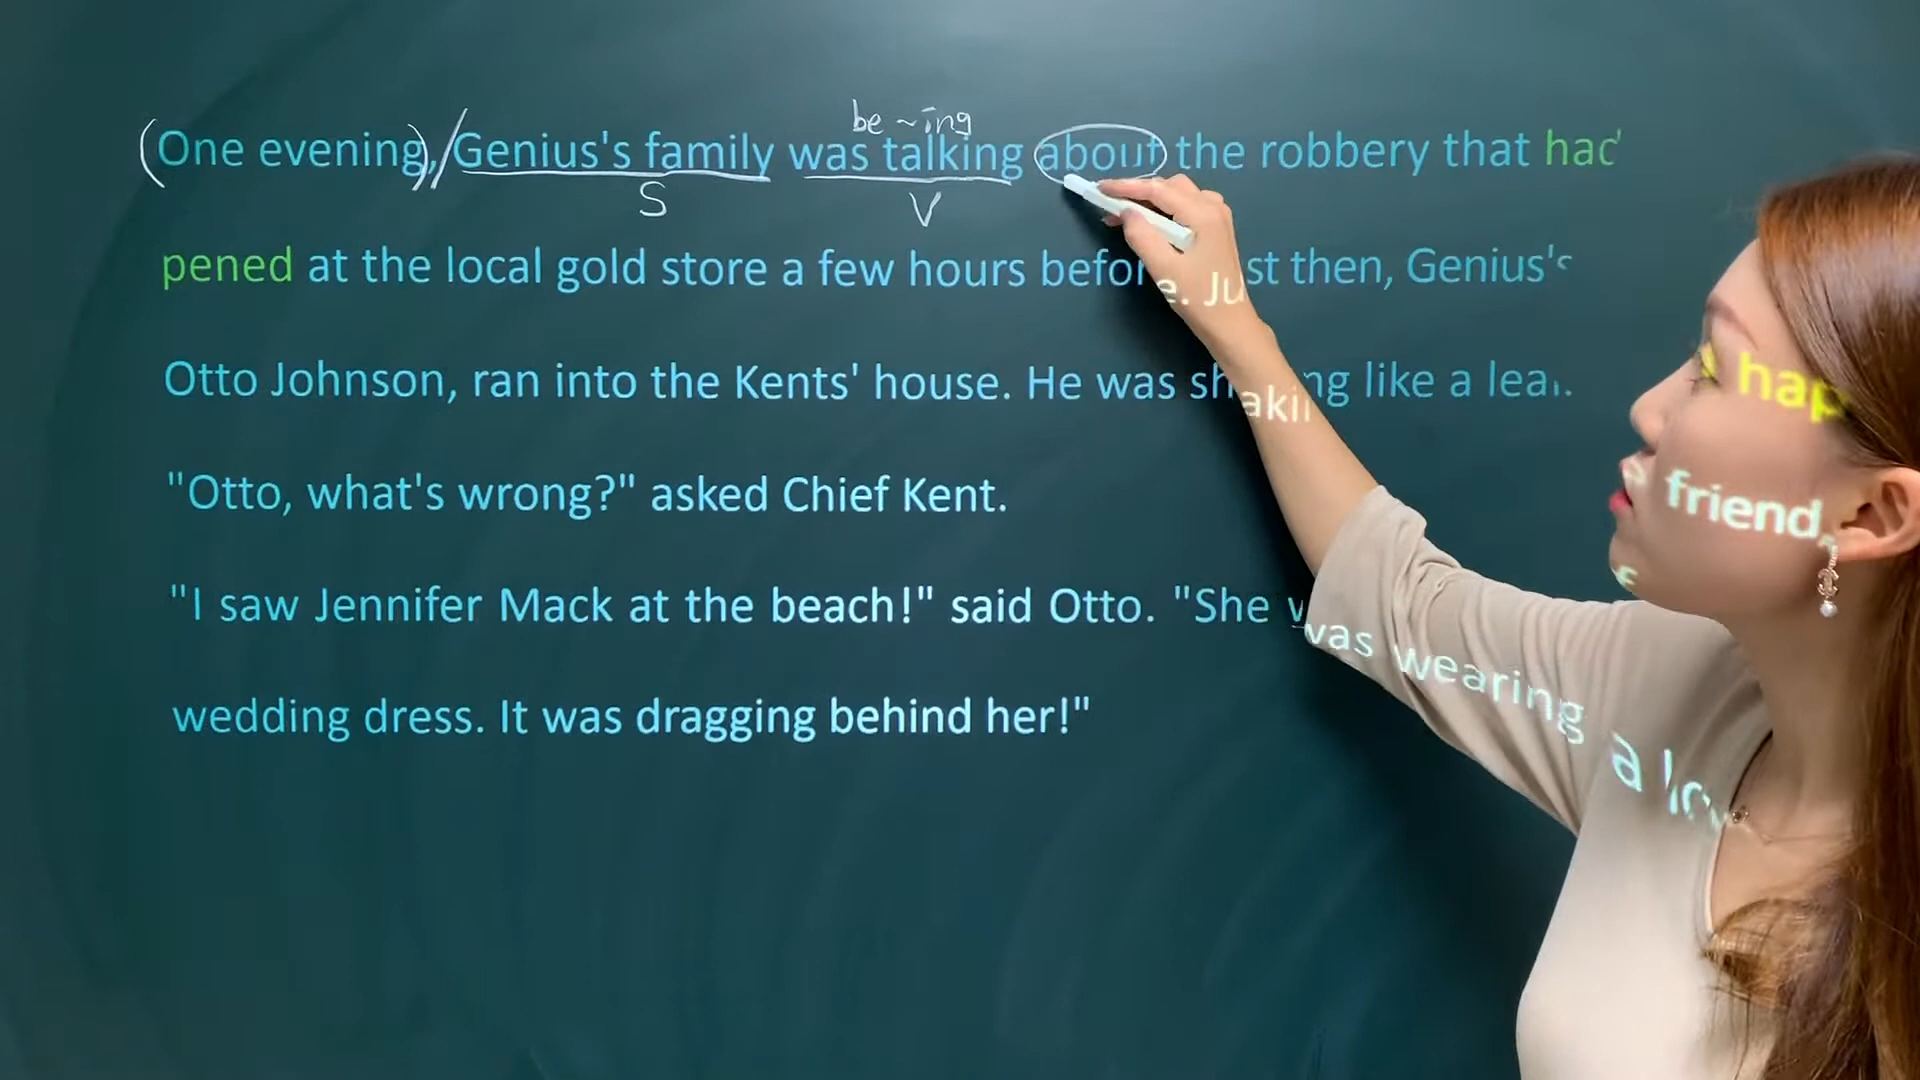 be ~ing
(One evening), / Genius's family was talking about the robbery that had hap
S V
pened at the local gold store a few hours before. Just then, Genius's friend,
Otto Johnson, ran into the Kents' house. He was shaking like a leaf.
"Otto, what's wrong?" asked Chief Kent.
"I saw Jennifer Mack at the beach!" said Otto. "She was wearing a
wedding dress. It was dragging behind her!"